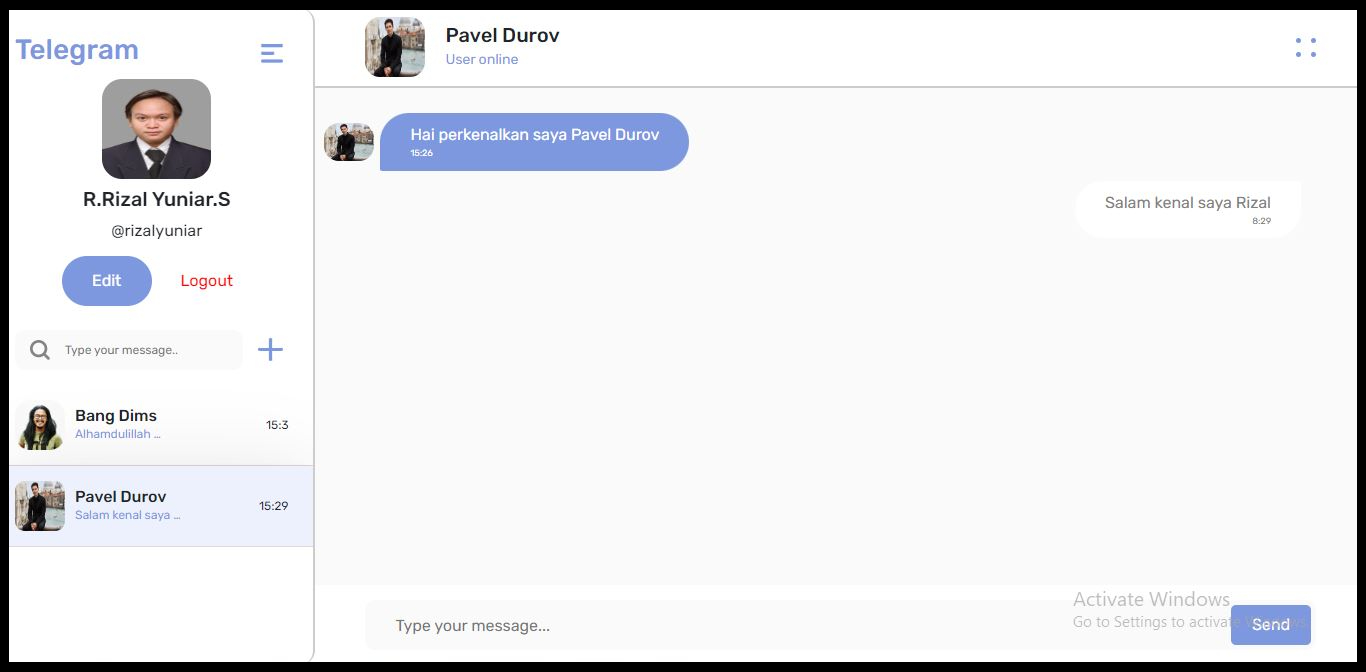 Telegram
R.Rizal Yuniar.S
@rizalyuniar
Edit
Logout
Type your message..
Bang Dims
15:3
Alhamdulillah ...
Pavel Durov
15:29
Salam kenal saya ...
Pavel Durov
User online
Hai perkenalkan saya Pavel Durov
15:26
Salam kenal saya Rizal
8:29
Type your message...
Send
Activate Windows
Go to Settings to activate Windows.